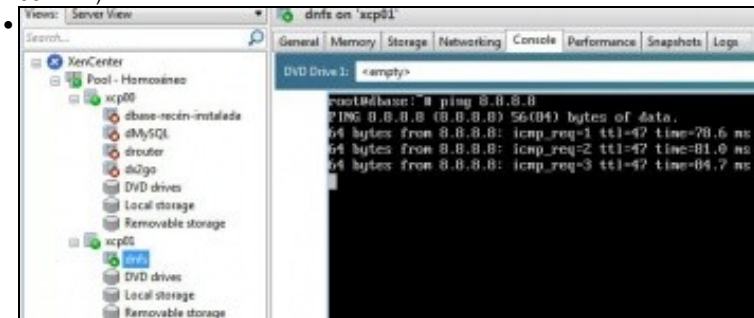 Views: Server View
dnfs on 'xcp01'
Search...
General Memory Storage Networking Console Performance Snapshots Logs
XenCenter
DVD Drive 1: <empty>
Pool - Homoxéneo
xcp00
dbase-recén-instalada
dMySQL
drouter
dx2go
DVD drives
Local storage
Removable storage
xcp01
dnfs
DVD drives
Local storage
Removable storage
root@dbase:~# ping 8.8.8.8
PING 8.8.8.8 (8.8.8.8) 56(84) bytes of data.
64 bytes from 8.8.8.8: icmp_req=1 ttl=47 time=78.6 ms
64 bytes from 8.8.8.8: icmp_req=2 ttl=47 time=81.0 ms
64 bytes from 8.8.8.8: icmp_req=3 ttl=47 time=84.7 ms